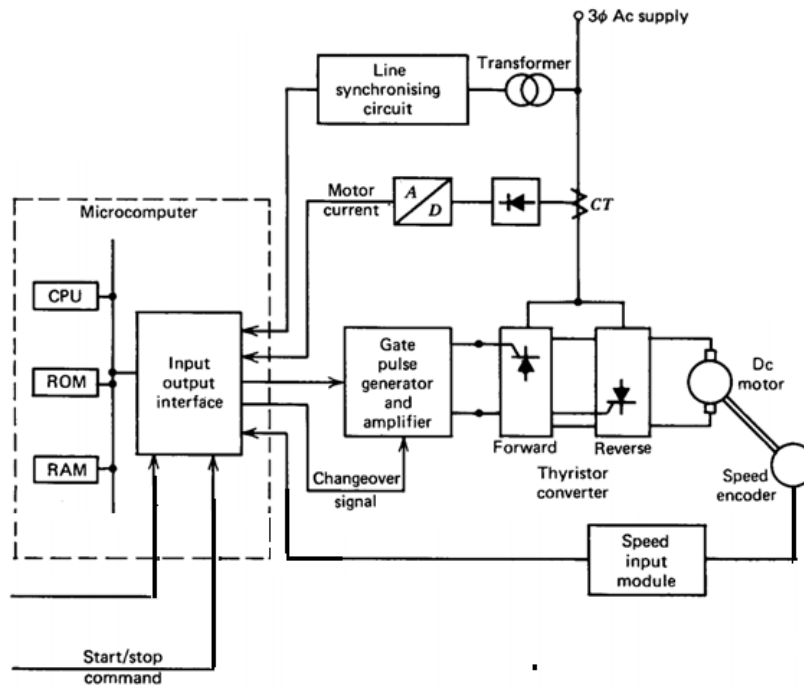 3ϕ Ac supply
Transformer
Line
synchronising
circuit
Motor
current
A
D
CT
Microcomputer
CPU
ROM
RAM
Input
output
interface
Gate
pulse
generator
and
amplifier
Forward
Reverse
Thyristor
converter
Dc
motor
Speed
encoder
Changeover
signal
Speed
input
module
Start/stop
command